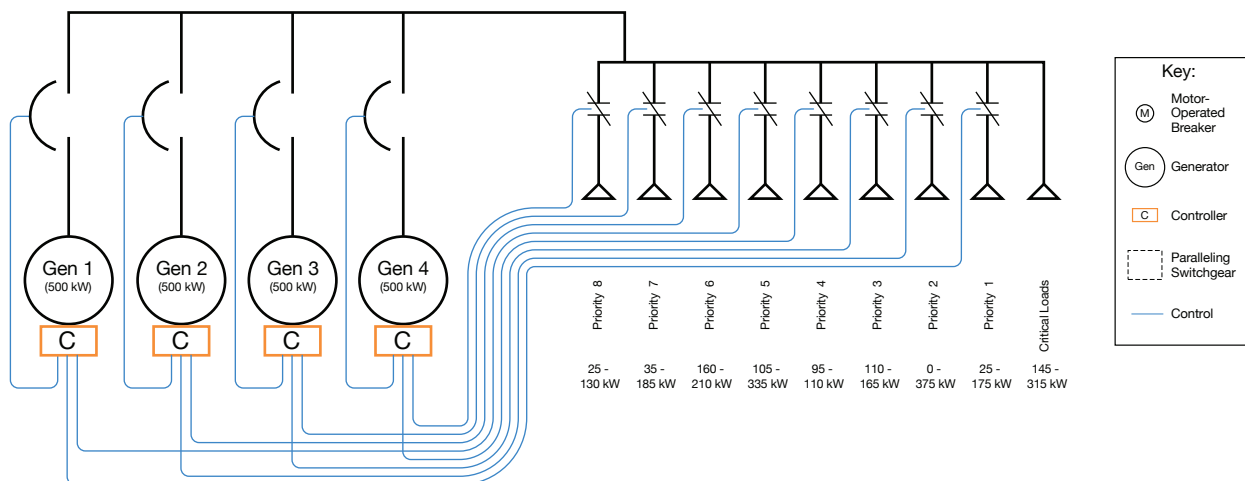 Gen 1
(500 kW)
C
Gen 2
(500 kW)
C
Gen 3
(500 kW)
C
Gen 4
(500 kW)
C
Priority 8
25 -
130 kW
Priority 7
35 -
185 kW
Priority 6
160 -
210 kW
Priority 5
105 -
335 kW
Priority 4
95 -
110 kW
Priority 3
110 -
165 kW
Priority 2
0 -
375 kW
Priority 1
25 -
175 kW
Critical Loads
145 -
315 kW
Key:
M
Motor-
Operated
Breaker
Gen
Generator
C
Controller
Paralleling
Switchgear
Control